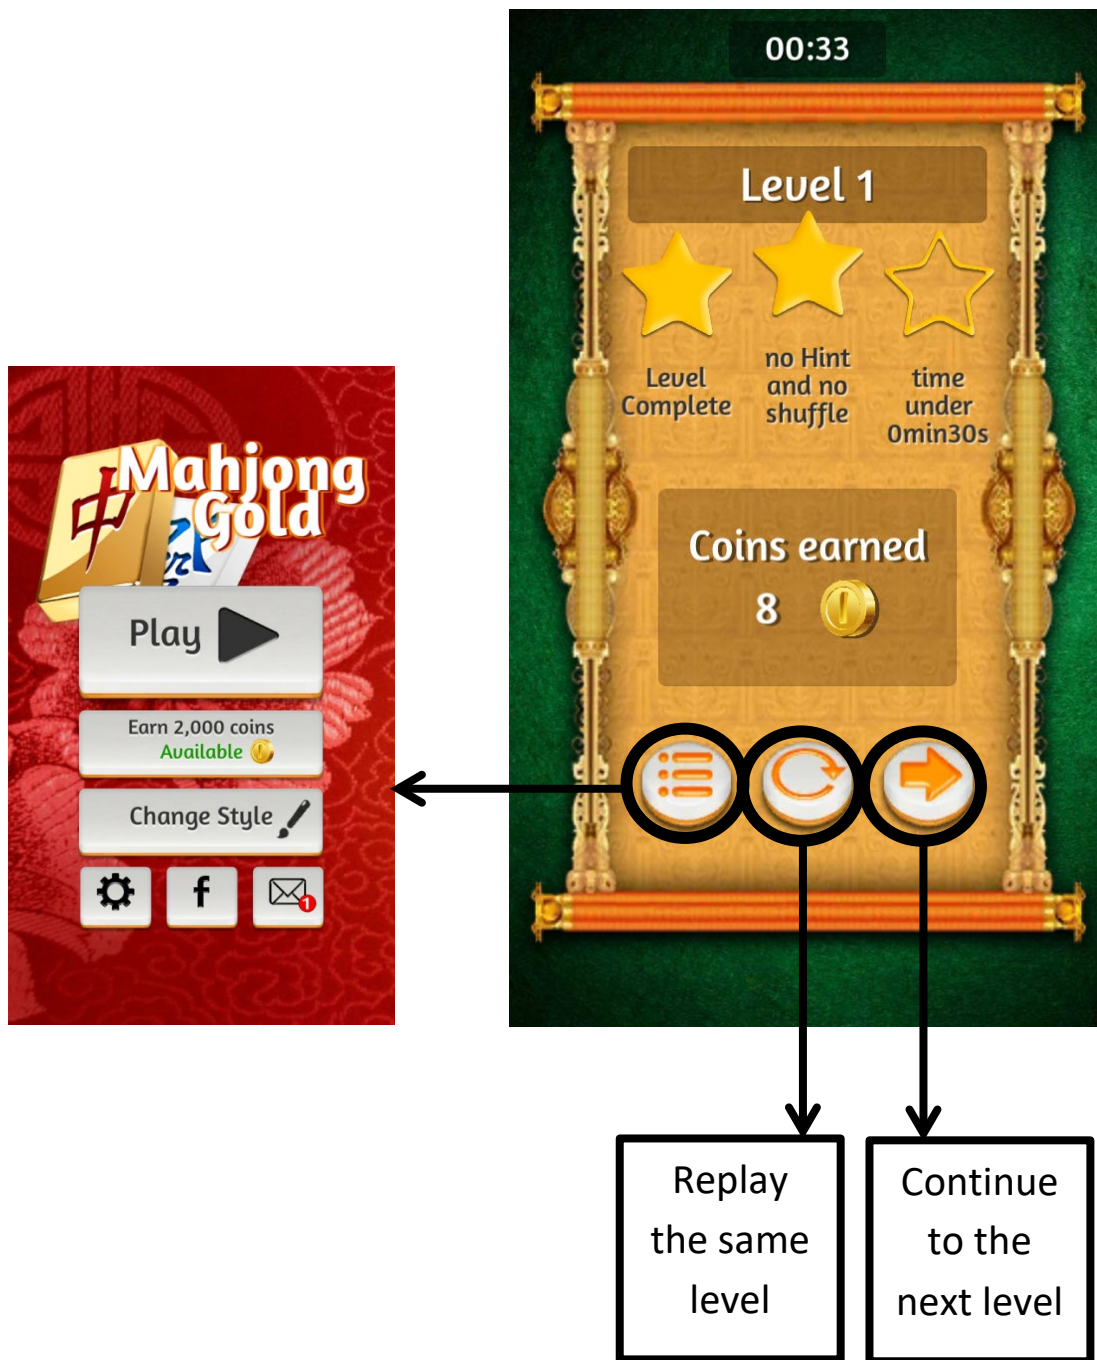 00:33
Level 1
Level
Complete
no Hint
and no
shuffle
time
under
0min30s
Coins earned
8
Mahjong
Gold
中
Play
Earn 2,000 coins
Available
Change Style
f
1
Replay
the same
level
Continue
to the
next level